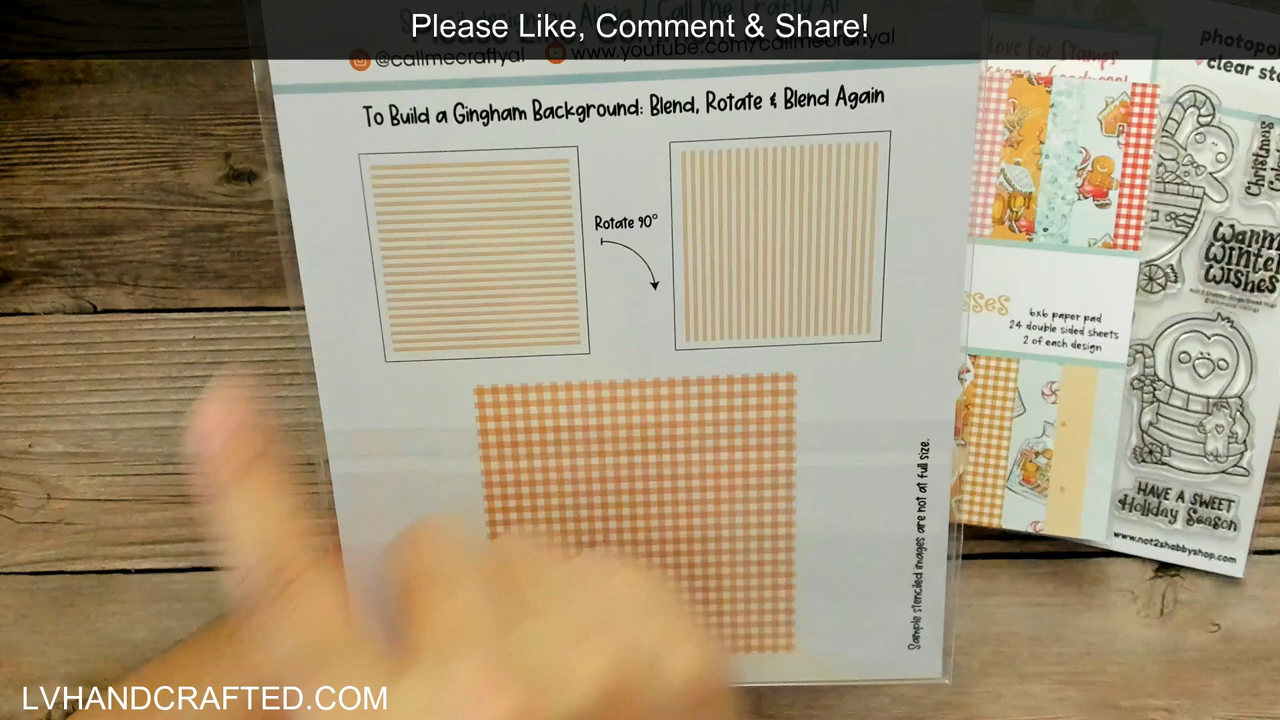 Please Like, Comment & Share!
@callmecraftyal
www.youtube.com/callmecraftyal
To Build a Gingham Background: Blend, Rotate & Blend Again
Rotate 90°
Sample stenciled images are not at full size.
Love For Stamps
6x6 paper pad
24 double sided sheets
2 of each design
clear
Christmas
Warm
Winter
Wishes
HAVE A SWEET
Holiday Season
www.not2shabbyshop.com
LVHANDCRAFTED.COM